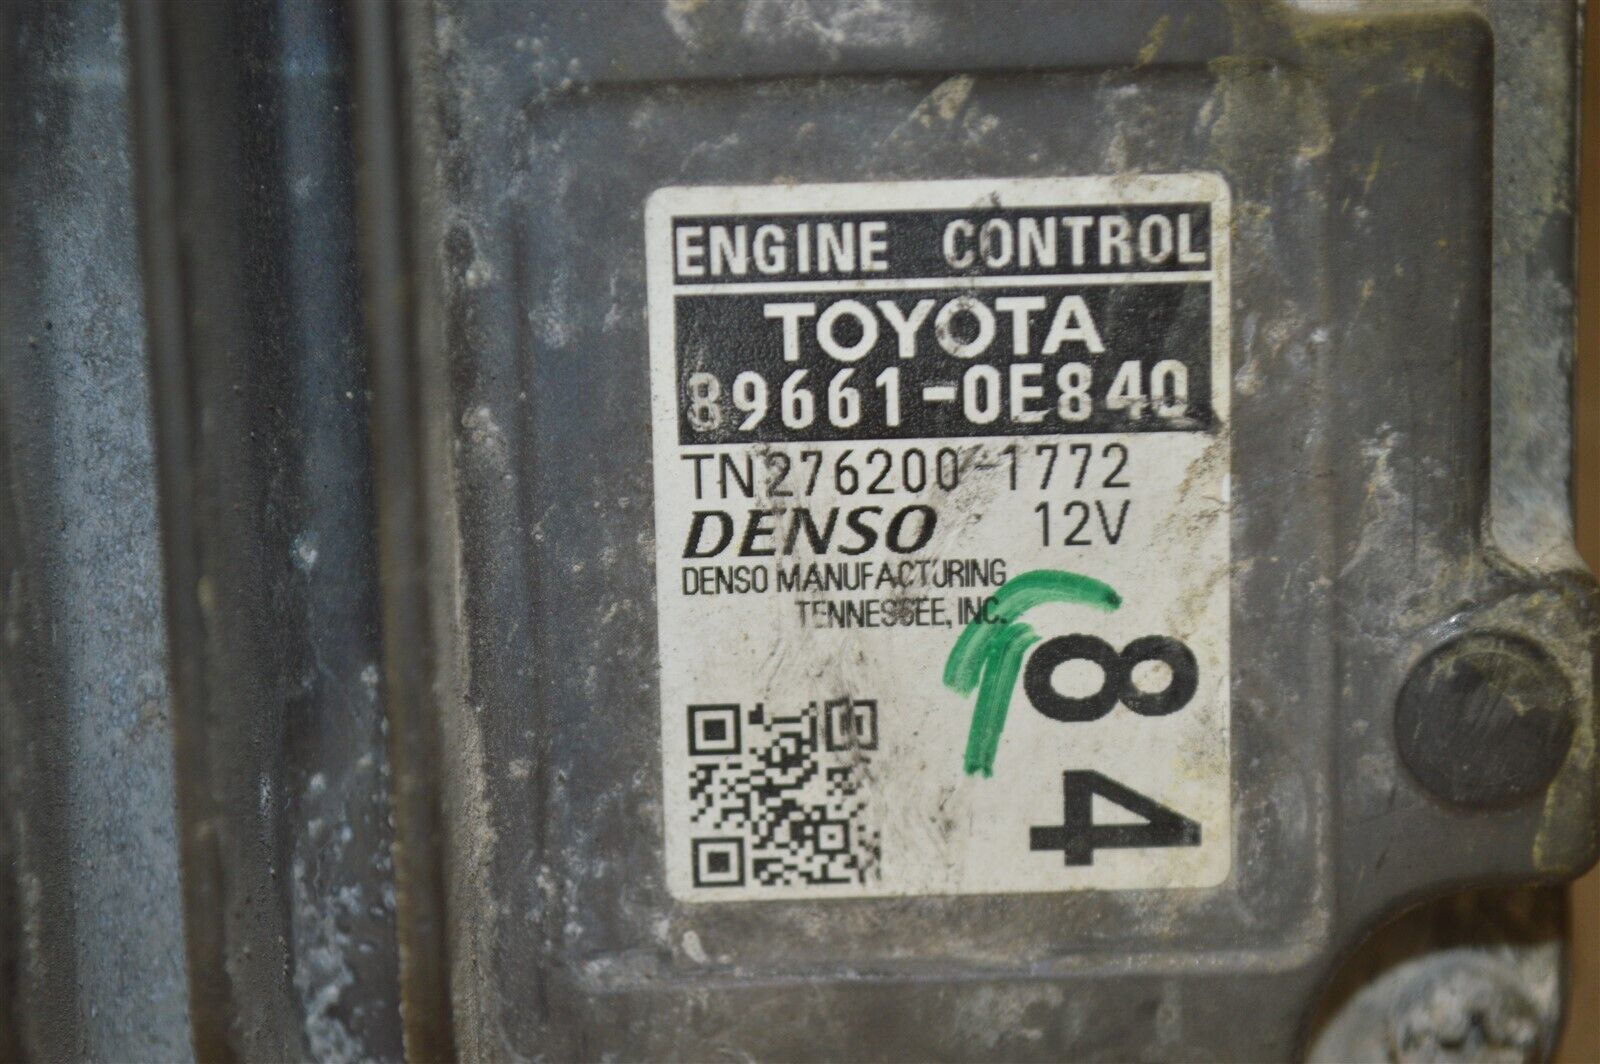 ENGINE CONTROL
TOYOTA
89661-0E840
TN276200-1772
DENSO 12V
DENSO MANUFACTURING
TENNESSEE, INC.
84